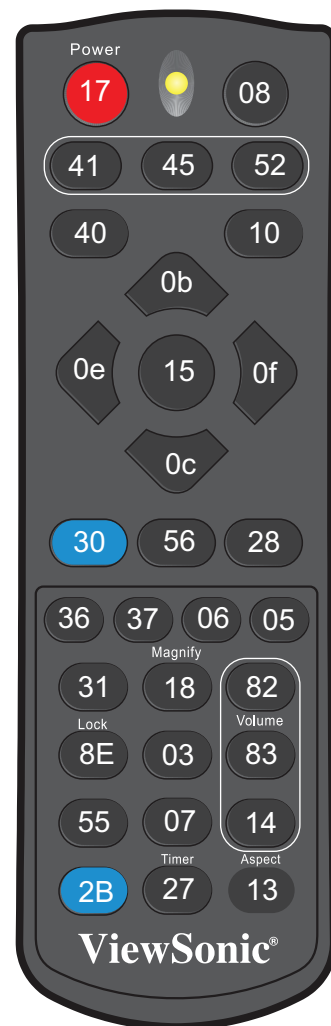 Power
17 08
41 45 52
40 10
0b
0e 15 0f
0c
30 56 28
36 37 06 05
Magnify
31 18 82
Lock Volume
8E 03 83
55 07 14
Timer Aspect
2B 27 13
ViewSonic®